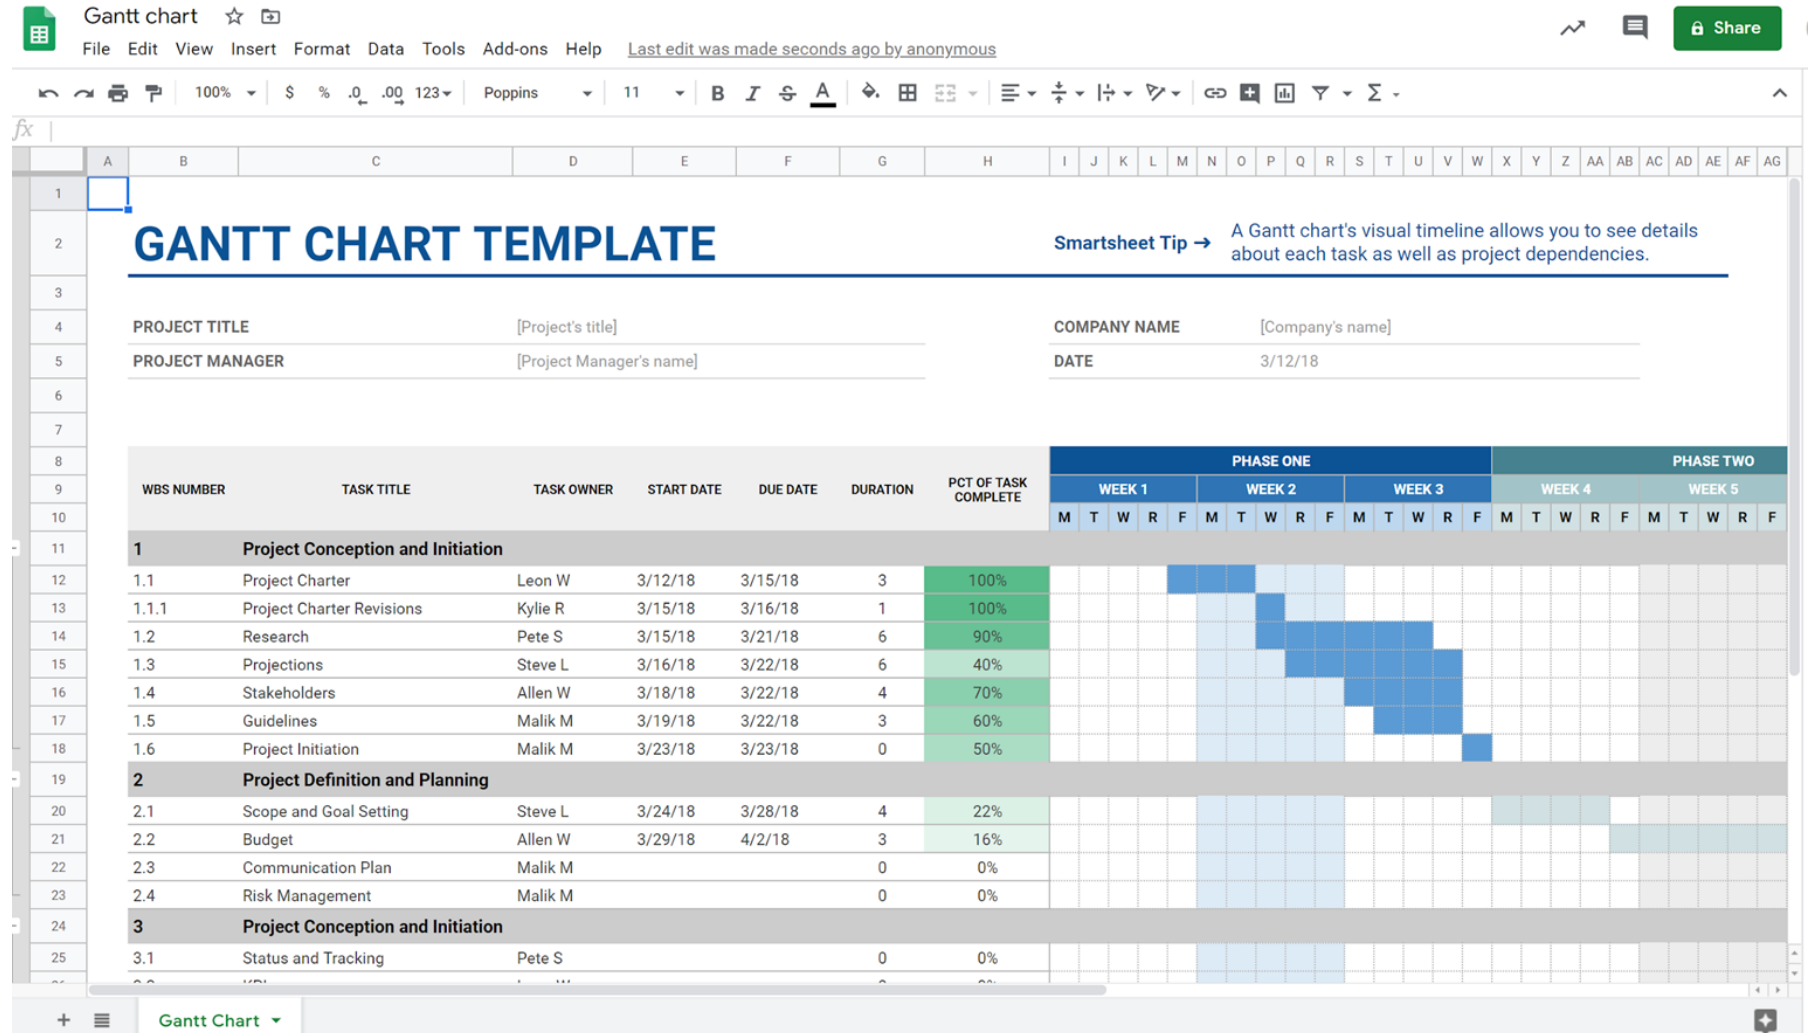 Gantt chart
File Edit View Insert Format Data Tools Add-ons Help Last edit was made seconds ago by anonymous
Share
100% $ % .0 .00 123 Poppins 11 B I S A Σ
fx
A B C D E F G H I J K L M N O P Q R S T U V W X Y Z AA AB AC AD AE AF AG
1
2 GANTT CHART TEMPLATE Smartsheet Tip → A Gantt chart's visual timeline allows you to see details
about each task as well as project dependencies.
3
4 PROJECT TITLE [Project's title] COMPANY NAME [Company's name]
5 PROJECT MANAGER [Project Manager's name] DATE 3/12/18
6
7
8 PHASE ONE PHASE TWO
9 WBS NUMBER TASK TITLE TASK OWNER START DATE DUE DATE DURATION PCT OF TASK COMPLETE WEEK 1 WEEK 2 WEEK 3 WEEK 4 WEEK 5
10 M T W R F M T W R F M T W R F M T W R F M T W R F
11 1 Project Conception and Initiation
12 1.1 Project Charter Leon W 3/12/18 3/15/18 3 100%
13 1.1.1 Project Charter Revisions Kylie R 3/15/18 3/16/18 1 100%
14 1.2 Research Pete S 3/15/18 3/21/18 6 90%
15 1.3 Projections Steve L 3/16/18 3/22/18 6 40%
16 1.4 Stakeholders Allen W 3/18/18 3/22/18 4 70%
17 1.5 Guidelines Malik M 3/19/18 3/22/18 3 60%
18 1.6 Project Initiation Malik M 3/23/18 3/23/18 0 50%
19 2 Project Definition and Planning
20 2.1 Scope and Goal Setting Steve L 3/24/18 3/28/18 4 22%
21 2.2 Budget Allen W 3/29/18 4/2/18 3 16%
22 2.3 Communication Plan Malik M 0 0%
23 2.4 Risk Management Malik M 0 0%
24 3 Project Conception and Initiation
25 3.1 Status and Tracking Pete S 0 0%
Gantt Chart